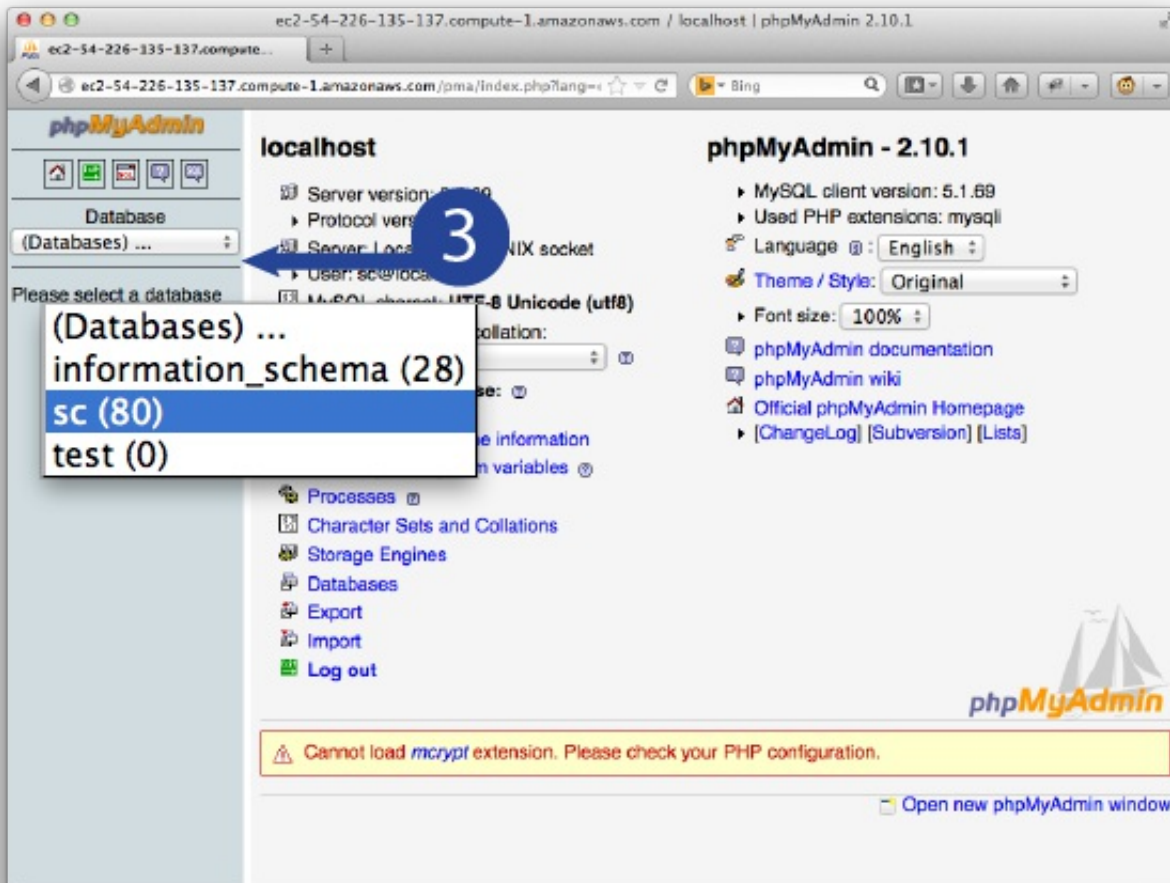 ec2-54-226-135-137.compute-1.amazonaws.com / localhost | phpMyAdmin 2.10.1
ec2-54-226-135-137.compute...
ec2-54-226-135-137.compute-1.amazonaws.com/pma/index.php?lang=
Bing
phpMyAdmin
Database
(Databases) ...
Please select a database
(Databases) ...
information_schema (28)
sc (80)
test (0)
3
localhost
Server version:
Protocol
Server: UNIX socket
User:
MySQL charset: UTF-8 Unicode (utf8)
collation:
information
variables
Processes
Character Sets and Collations
Storage Engines
Databases
Export
Import
Log out
phpMyAdmin - 2.10.1
MySQL client version: 5.1.69
Used PHP extensions: mysqli
Language : English
Theme / Style: Original
Font size: 100%
phpMyAdmin documentation
phpMyAdmin wiki
Official phpMyAdmin Homepage
[ChangeLog] [Subversion] [Lists]
phpMyAdmin
Cannot load mcrypt extension. Please check your PHP configuration.
Open new phpMyAdmin window